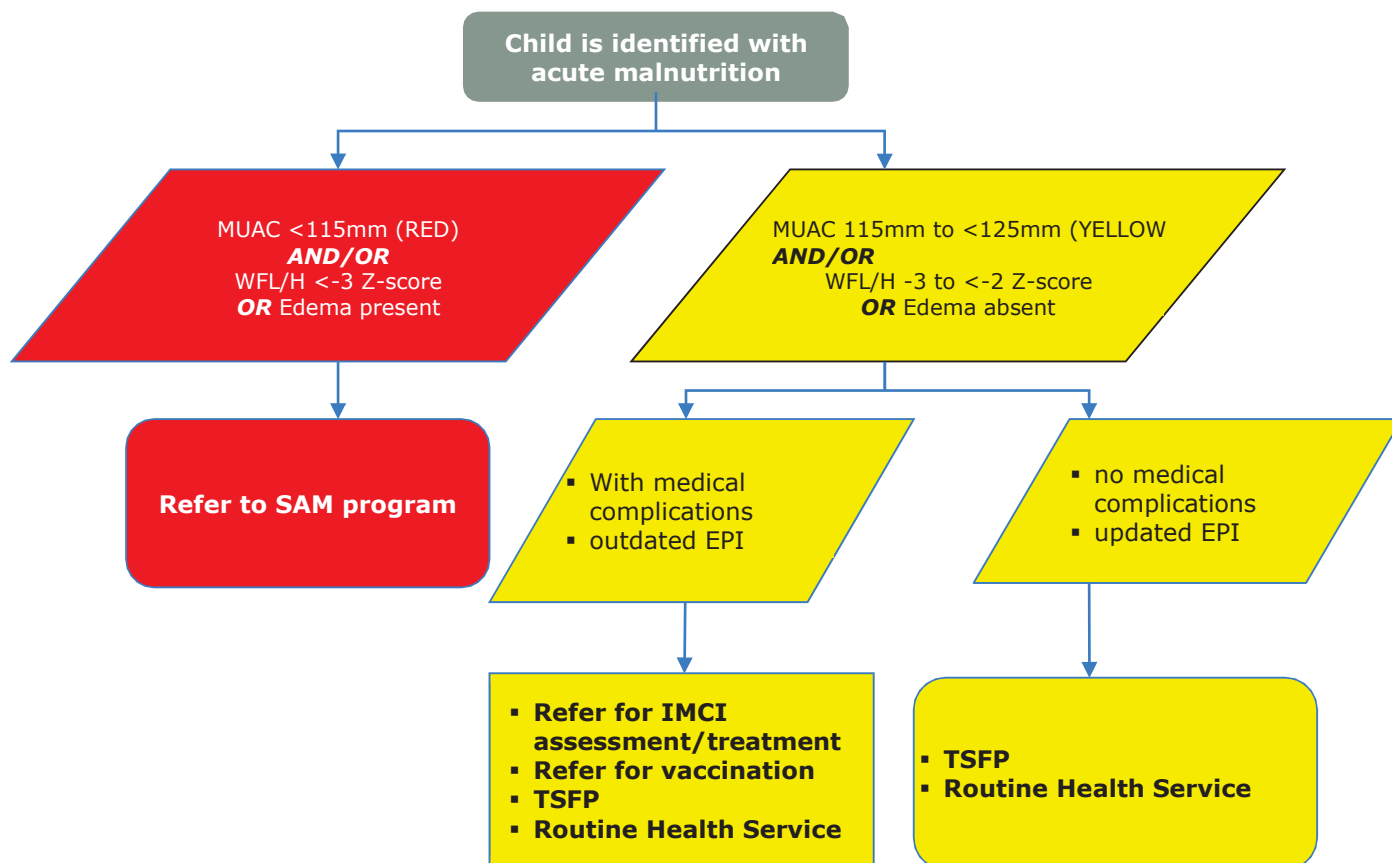 Child is identified with
acute malnutrition
MUAC <115mm (RED)
AND/OR
WFL/H <-3 Z-score
OR Edema present
MUAC 115mm to <125mm (YELLOW
AND/OR
WFL/H -3 to <-2 Z-score
OR Edema absent
Refer to SAM program
▪ With medical
complications
▪ outdated EPI
▪ no medical
complications
▪ updated EPI
▪ Refer for IMCI
assessment/treatment
▪ Refer for vaccination
▪ TSFP
▪ Routine Health Service
▪ TSFP
▪ Routine Health Service